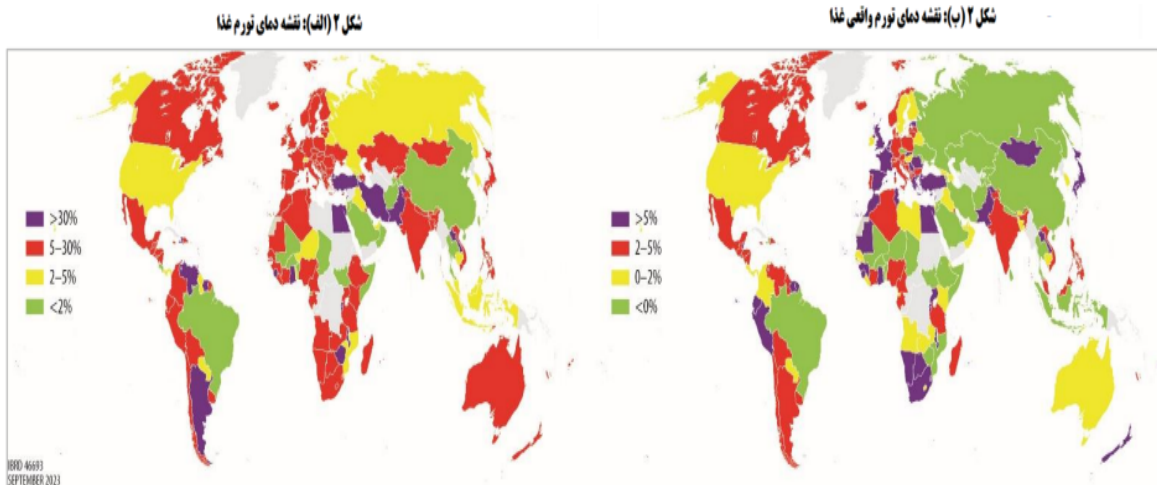 شکل ۲ (الف): نقشه دمای تورم غذا
>30%
5–30%
2–5%
<2%
IBRD 46693
SEPTEMBER 2023
شکل ۲ (ب): نقشه دمای تورم واقعی غذا
>5%
2–5%
0–2%
<0%